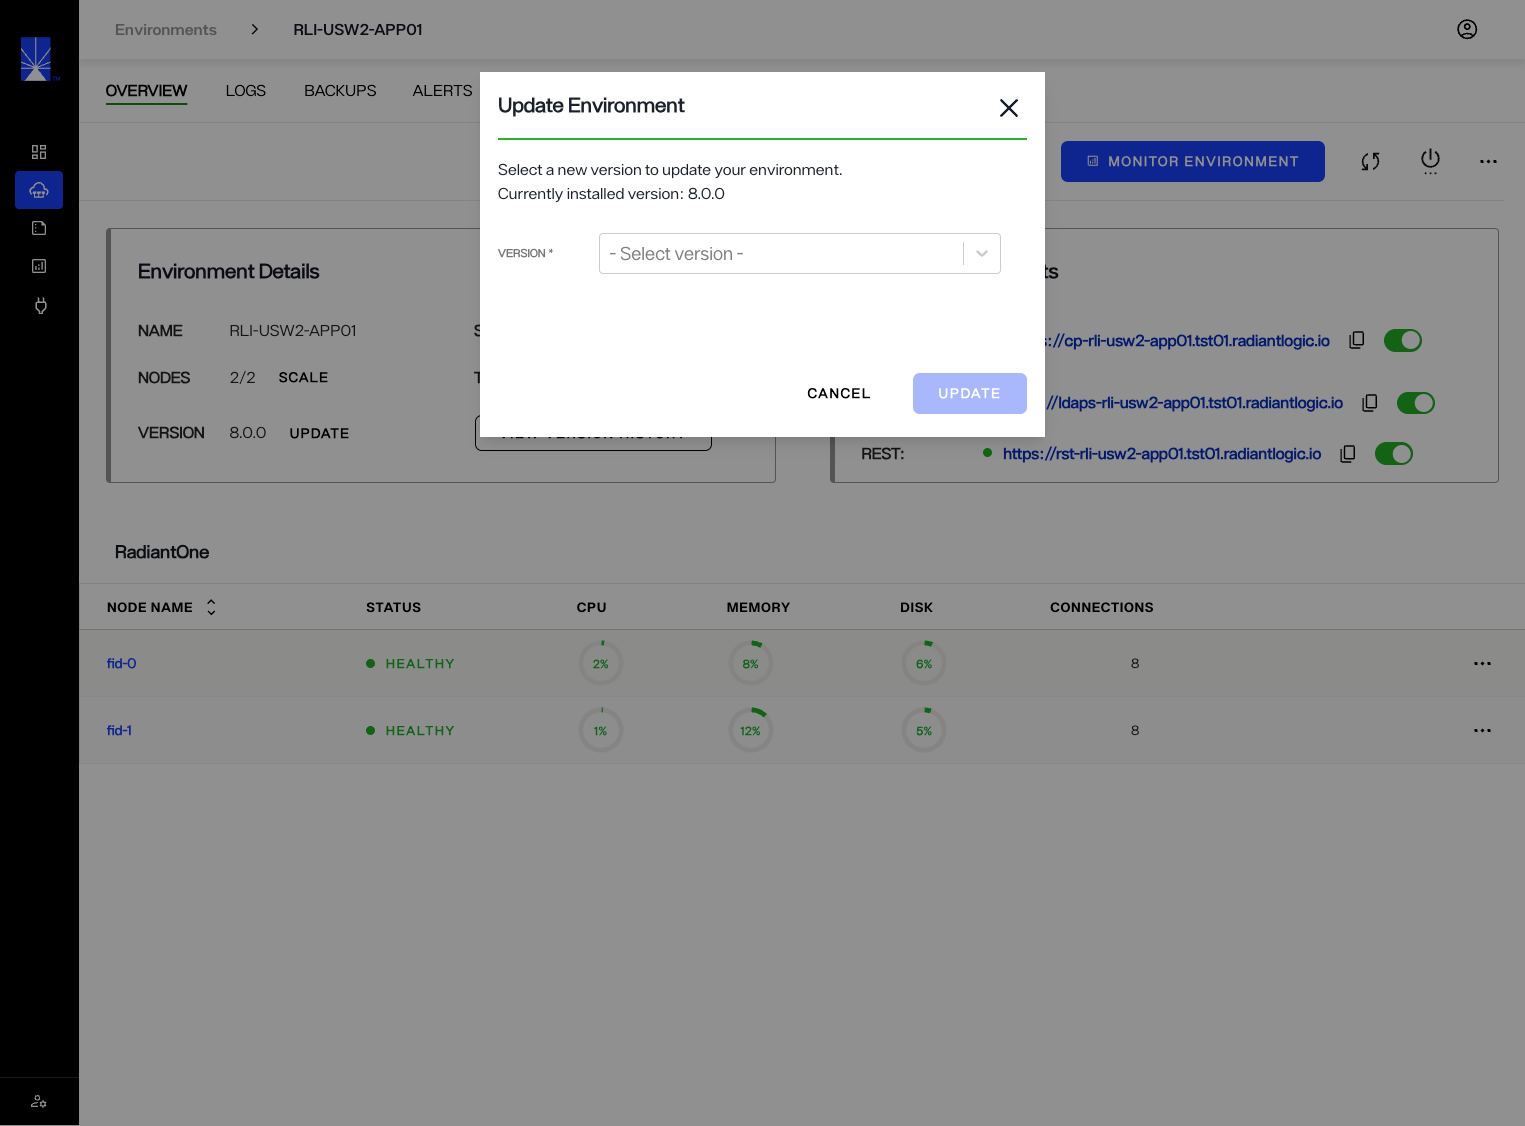 Environments > RLI-USW2-APP01
OVERVIEW LOGS BACKUPS ALERTS
Update Environment
MONITOR ENVIRONMENT
Select a new version to update your environment.
Currently installed version: 8.0.0
VERSION * - Select version -
CANCEL UPDATE
Environment Details
NAME RLI-USW2-APP01
NODES 2/2 SCALE
VERSION 8.0.0 UPDATE
VIEW VERSION HISTORY
://cp-rli-usw2-app01.tst01.radiantlogic.io
//ldaps-rli-usw2-app01.tst01.radiantlogic.io
REST: https://rst-rli-usw2-app01.tst01.radiantlogic.io
RadiantOne
NODE NAME STATUS CPU MEMORY DISK CONNECTIONS
fid-0 HEALTHY 2% 8% 6% 8
fid-1 HEALTHY 1% 12% 5% 8